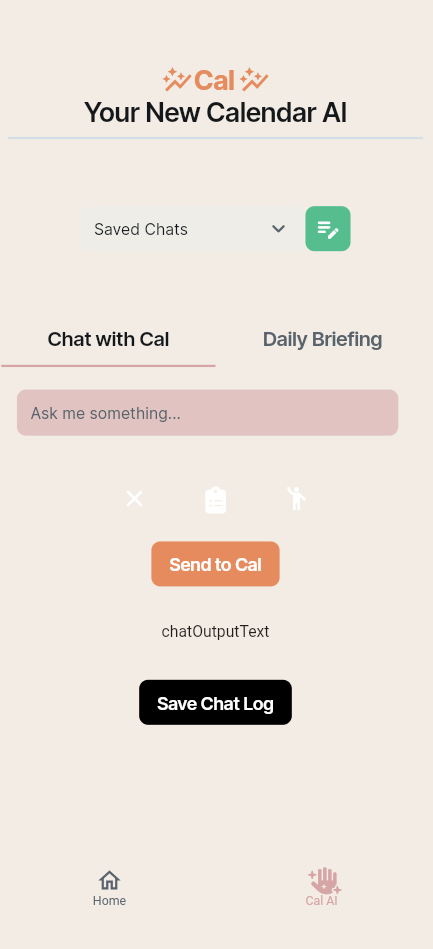 Cal
Your New Calendar AI
Saved Chats
Chat with Cal
Daily Briefing
Ask me something...
Send to Cal
chatOutputText
Save Chat Log
Home
Cal AI